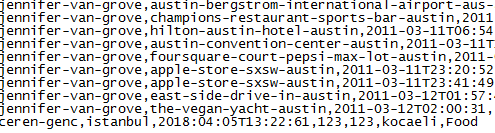 jennifer-van-grove,austin-bergstrom-international-airport-aus-
jennifer-van-grove,champions-restaurant-sports-bar-austin,2011
jennifer-van-grove,hilton-austin-hotel-austin,2011-03-11T06:54
jennifer-van-grove,austin-convention-center-austin,2011-03-11T
jennifer-van-grove,foursquare-court-pepsi-max-lot-austin,2011-
jennifer-van-grove,apple-store-sxsw-austin,2011-03-11T23:20:52
jennifer-van-grove,apple-store-sxsw-austin,2011-03-11T23:41:49
jennifer-van-grove,east-side-drive-in-austin,2011-03-12T01:57:
jennifer-van-grove,the-vegan-yacht-austin,2011-03-12T02:00:31,
ceren-genc,istanbul,2018:04:05T13:22:61,123,123,kocaeli,Food